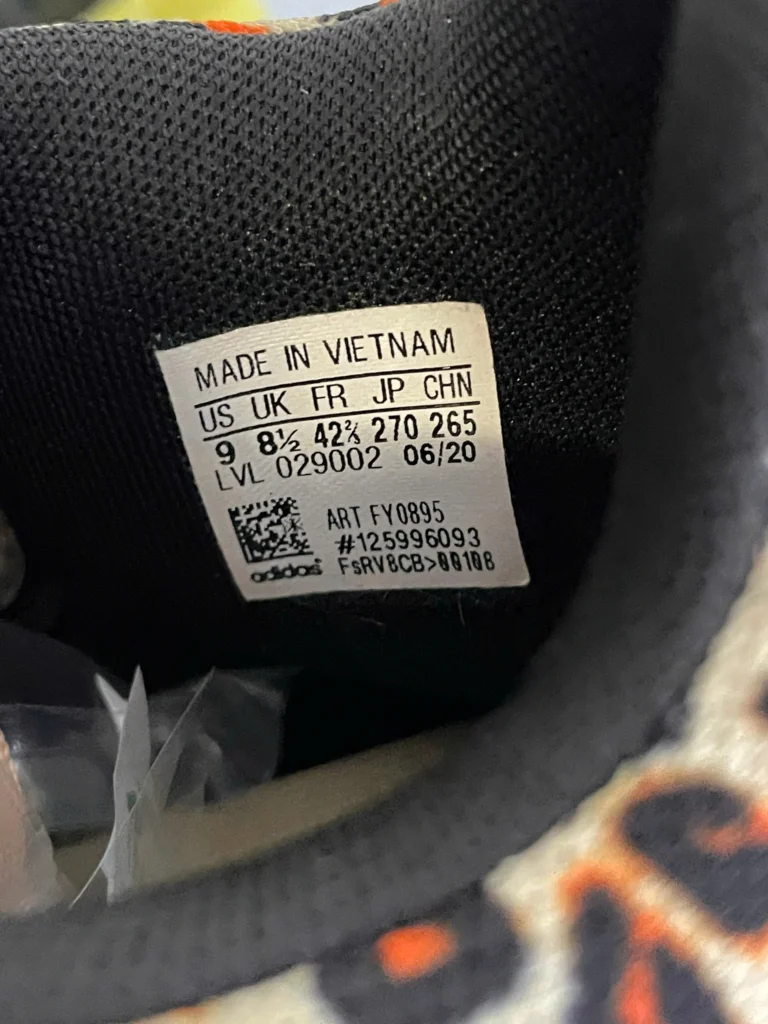 MADE IN VIETNAM
US UK FR JP CHN
9 8½ 42⅔ 270 265
LVL 029002 06/20
ART FY0895
#125996093
FsRV8CB>00108
adidas